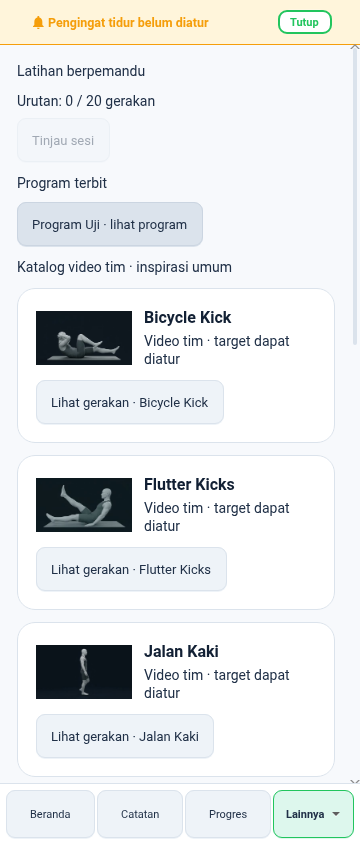 Pengingat tidur belum diatur
Tutup
Latihan berpemandu
Urutan: 0 / 20 gerakan
Tinjau sesi
Program terbit
Program Uji · lihat program
Katalog video tim · inspirasi umum
Bicycle Kick
Video tim · target dapat
diatur
Lihat gerakan · Bicycle Kick
Flutter Kicks
Video tim · target dapat
diatur
Lihat gerakan · Flutter Kicks
Jalan Kaki
Video tim · target dapat
diatur
Lihat gerakan · Jalan Kaki
Beranda
Catatan
Progres
Lainnya